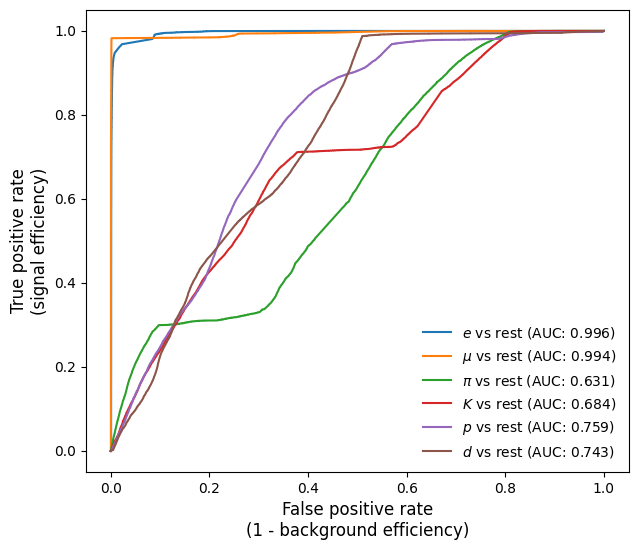 1.0
0.8
0.6
0.4
0.2
0.0
True positive rate
(signal efficiency)
e vs rest (AUC: 0.996)
μ vs rest (AUC: 0.994)
π vs rest (AUC: 0.631)
K vs rest (AUC: 0.684)
p vs rest (AUC: 0.759)
d vs rest (AUC: 0.743)
0.0 0.2 0.4 0.6 0.8 1.0
False positive rate
(1 - background efficiency)